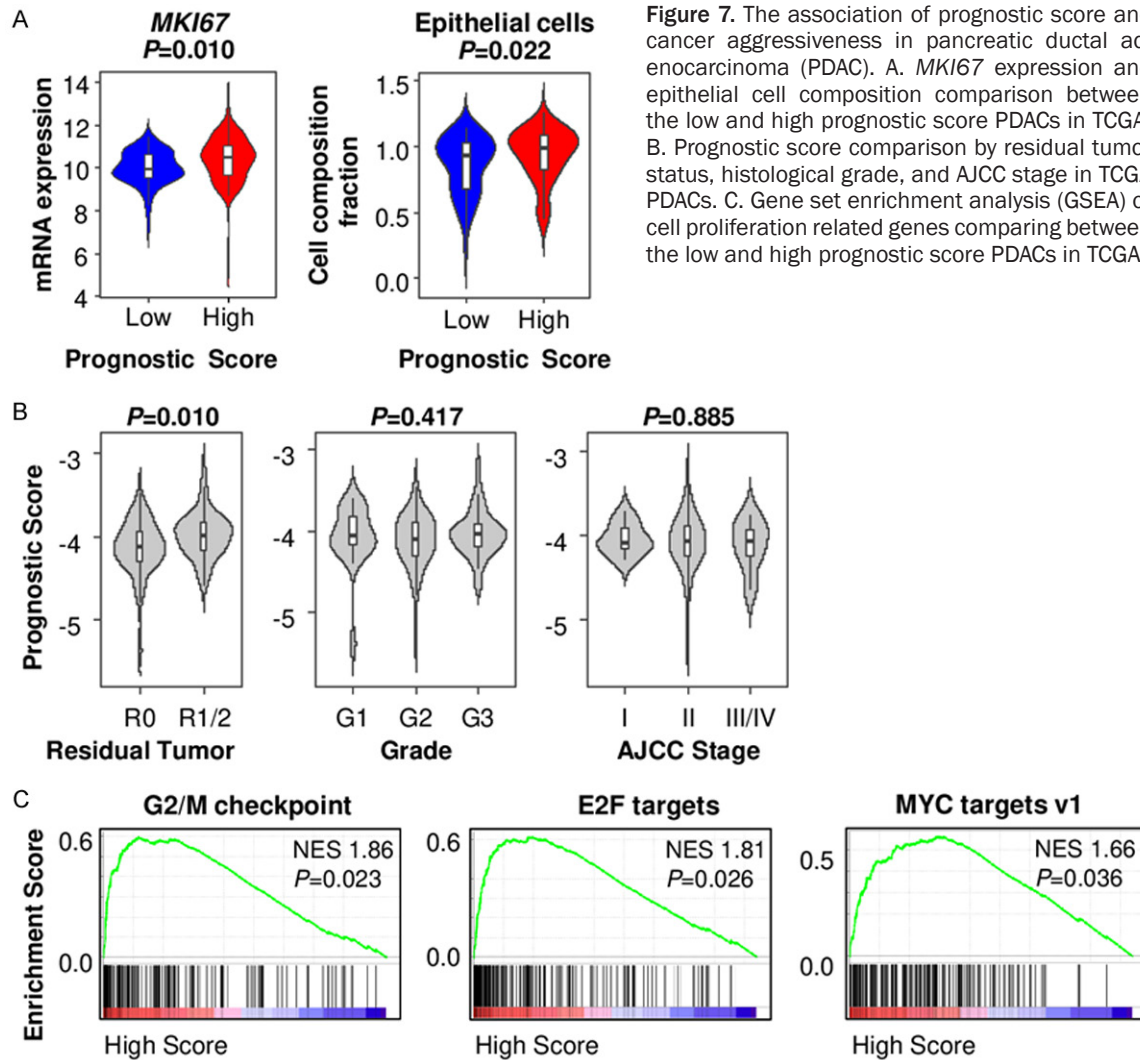 A
MKI67
P=0.010
Epithelial cells
P=0.022
mRNA expression
14
12
10
8
6
4
Low High
Prognostic Score
Cell composition
fraction
1.5
1.0
0.5
0.0
Low High
Prognostic Score
Figure 7. The association of prognostic score an
cancer aggressiveness in pancreatic ductal ad
enocarcinoma (PDAC). A. MKI67 expression an
epithelial cell composition comparison betwee
the low and high prognostic score PDACs in TCGA
B. Prognostic score comparison by residual tumo
status, histological grade, and AJCC stage in TCGA
PDACs. C. Gene set enrichment analysis (GSEA) o
cell proliferation related genes comparing betwee
the low and high prognostic score PDACs in TCGA
B
Prognostic Score
P=0.010
-3
-4
-5
R0 R1/2
Residual Tumor
P=0.417
-3
-4
-5
G1 G2 G3
Grade
P=0.885
-3
-4
-5
I II III/IV
AJCC Stage
C
Enrichment Score
G2/M checkpoint
0.6
0.0
NES 1.86
P=0.023
High Score
E2F targets
0.6
0.0
NES 1.81
P=0.026
High Score
MYC targets v1
0.5
0.0
NES 1.66
P=0.036
High Score